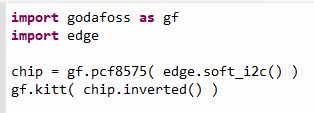 import godafoss as gf
import edge
chip = gf.pcf8575( edge.soft_i2c() )
gf.kitt( chip.inverted() )